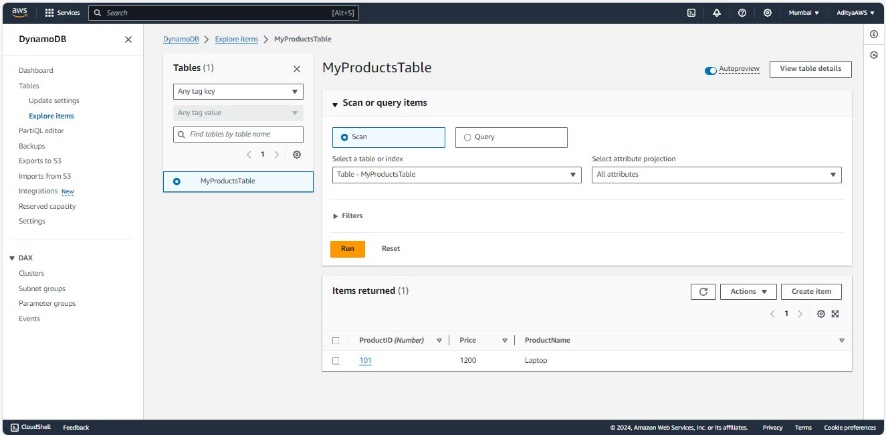 aws Services Search [Alt+S] Mumbai AdityaAWS
DynamoDB
Dashboard
Tables
Update settings
Explore items
PartiQL editor
Backups
Exports to S3
Imports from S3
Integrations New
Reserved capacity
Settings
DAX
Clusters
Subnet groups
Parameter groups
Events
DynamoDB > Explore items > MyProductsTable
Tables (1)
Any tag key
Any tag value
Find tables by table name
1
MyProductsTable
MyProductsTable
Autopreview View table details
Scan or query items
Scan Query
Select a table or index Select attribute projection
Table - MyProductsTable All attributes
Filters
Run Reset
Items returned (1) Actions Create item
1
ProductID (Number) Price ProductName
101 1200 Laptop
CloudShell Feedback © 2024, Amazon Web Services, Inc. or its affiliates. Privacy Terms Cookie preferences